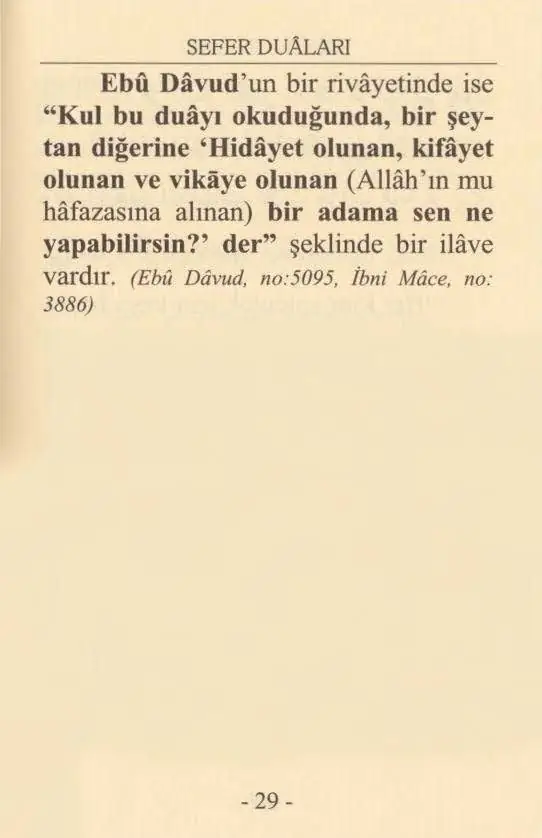 SEFER DUÂLARI
Ebû Dâvud'un bir rivâyetinde ise
“Kul bu duâyı okuduğunda, bir şey-
tan diğerine ‘Hidâyet olunan, kifâyet
olunan ve vikāye olunan (Allâh’ın mu
hâfazasına alınan) bir adama sen ne
yapabilirsin?’ der” şeklinde bir ilâve
vardır. (Ebû Dâvud, no:5095, İbni Mâce, no:
3886)
- 29 -